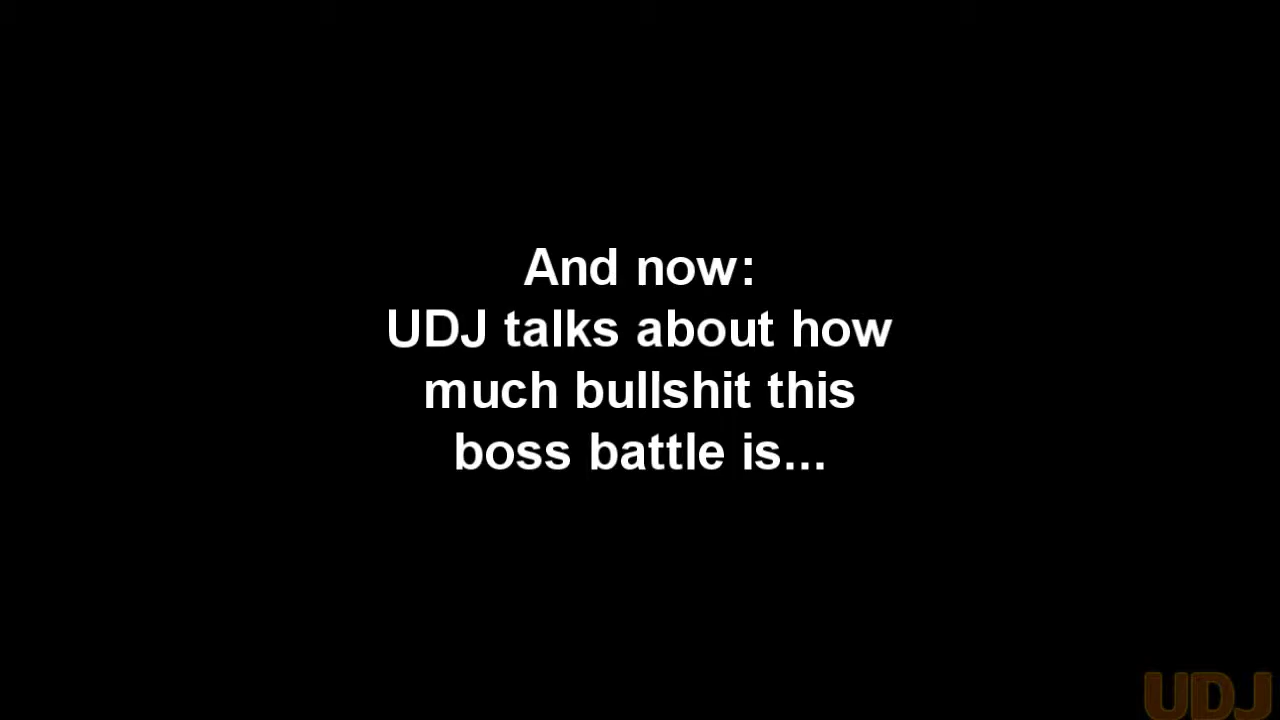 And now:
UDJ talks about how
much bullshit this
boss battle is...
UDJ